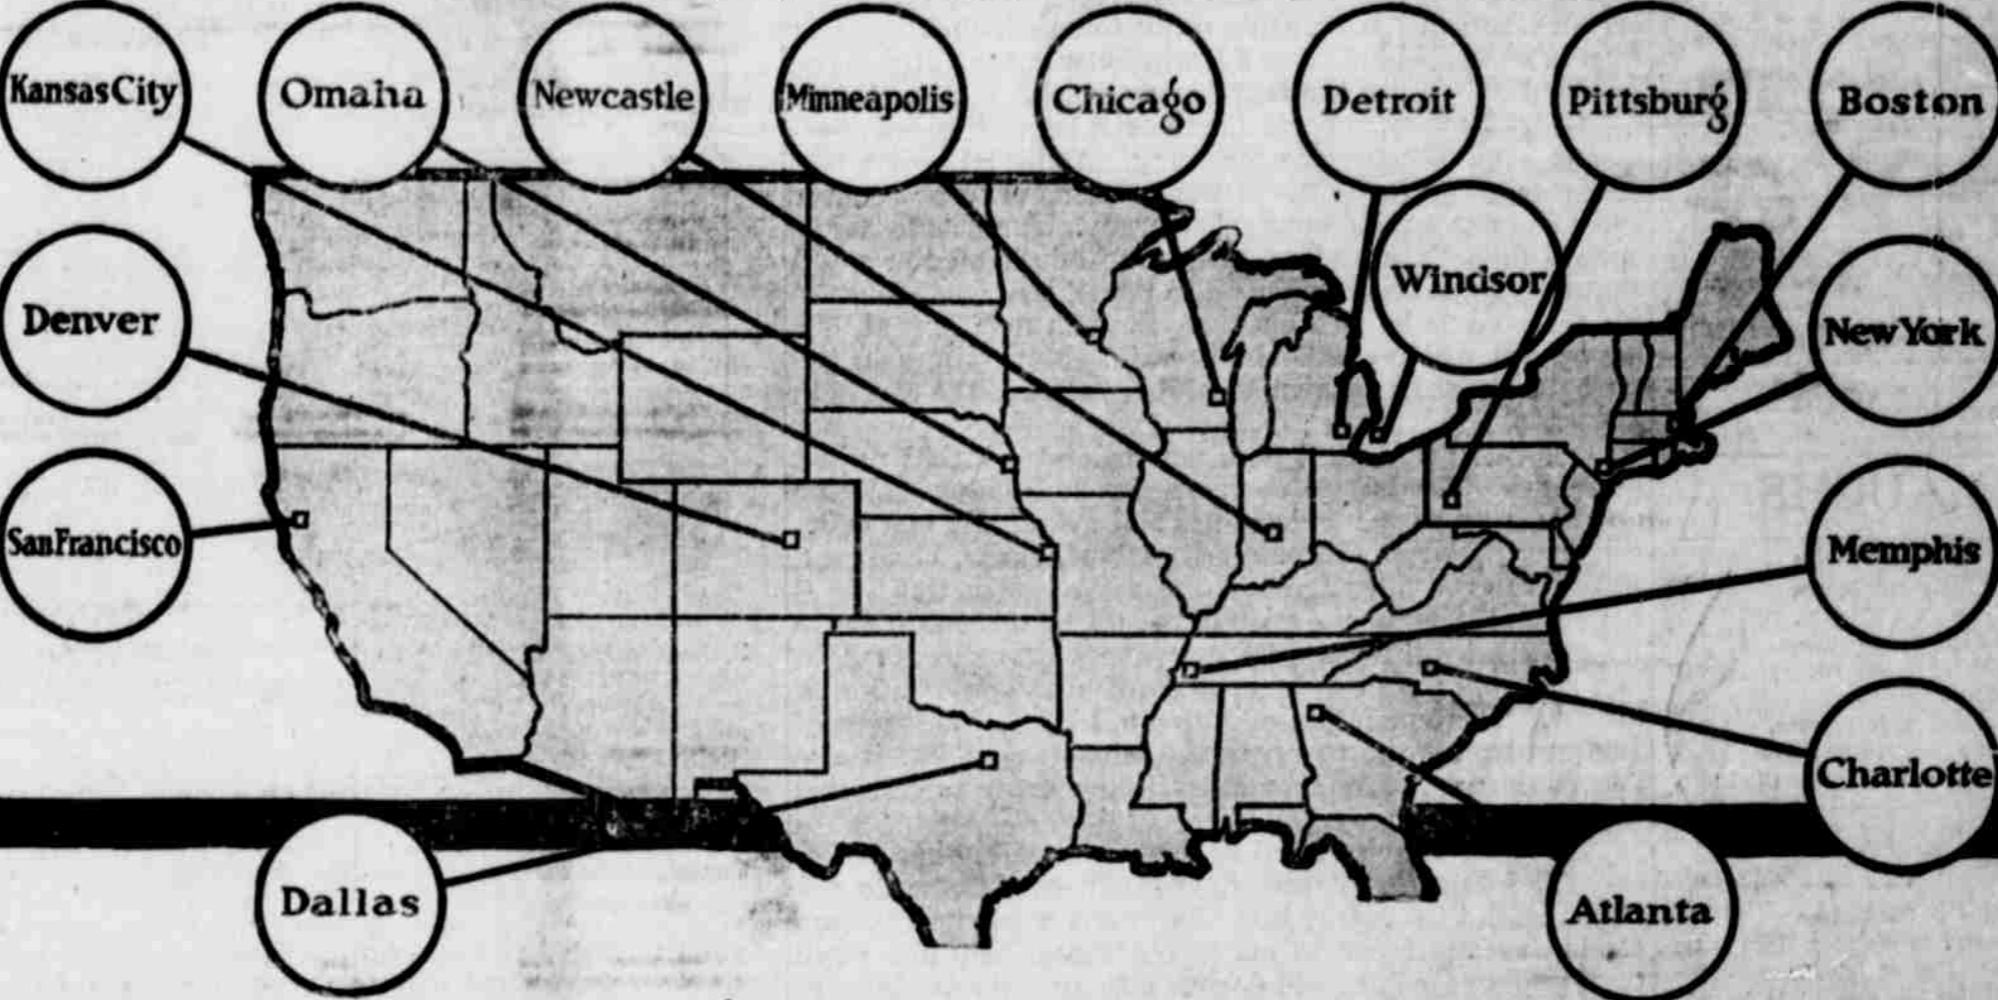 Kansas City
Omaha
Newcastle
Minneapolis
Chicago
Detroit
Pittsburg
Boston
Windsor
Denver
New York
San Francisco
Memphis
Charlotte
Dallas
Atlanta